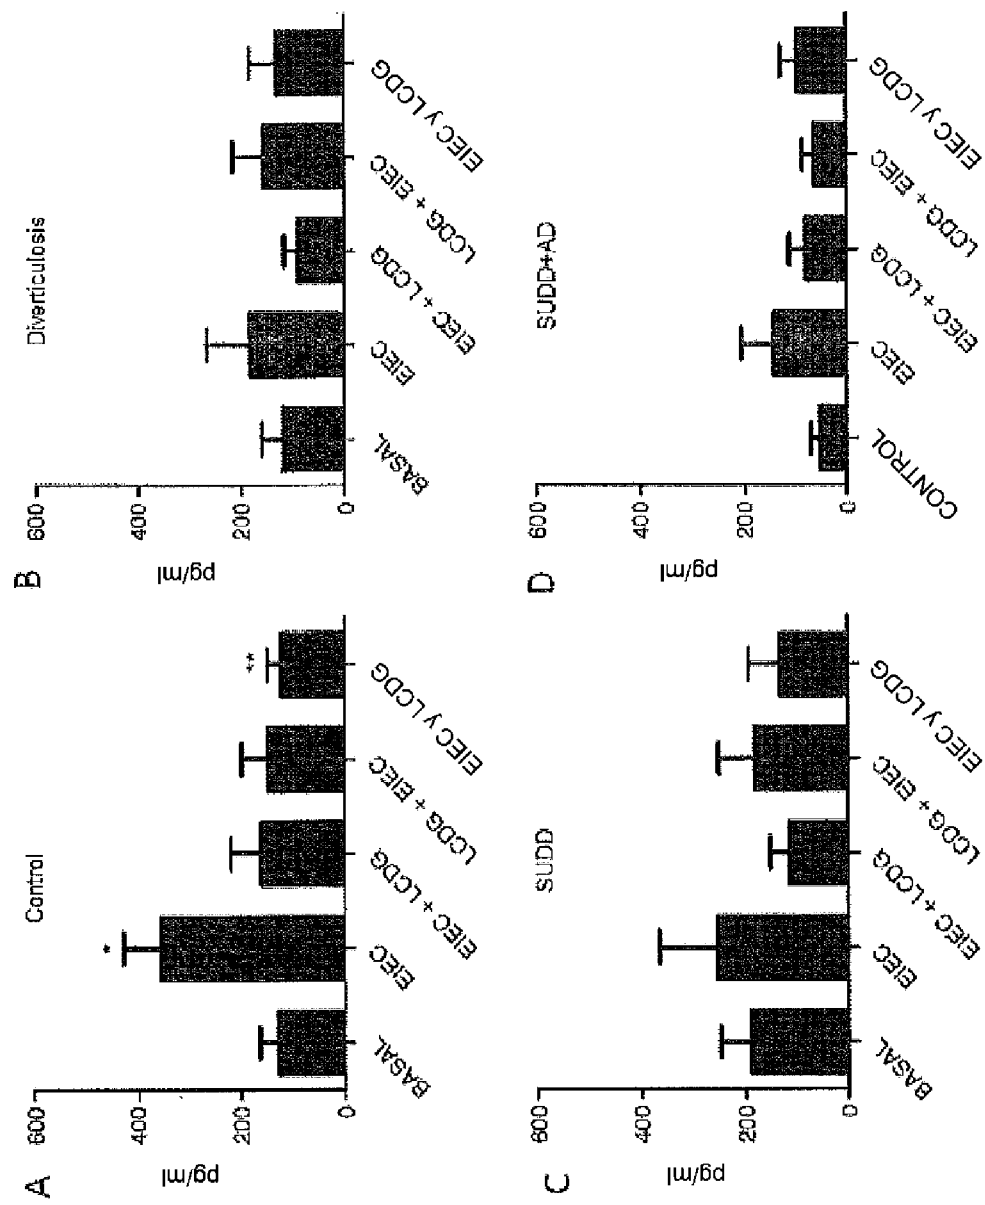 A
Control
600
400
200
0
pg/ml
*
**
BASAL
EIEC
EIEC + LCDG
LCDG + EIEC
EIEC y LCDG
B
Diverticulosis
600
400
200
0
pg/ml
BASAL
EIEC
EIEC + LCDG
LCDG + EIEC
EIEC y LCDG
C
SUDD
600
400
200
0
pg/ml
BASAL
EIEC
EIEC + LCDG
LCDG + EIEC
EIEC y LCDG
D
SUDD+AD
600
400
200
0
pg/ml
CONTROL
EIEC
EIEC + LCDG
LCDG + EIEC
EIEC y LCDG